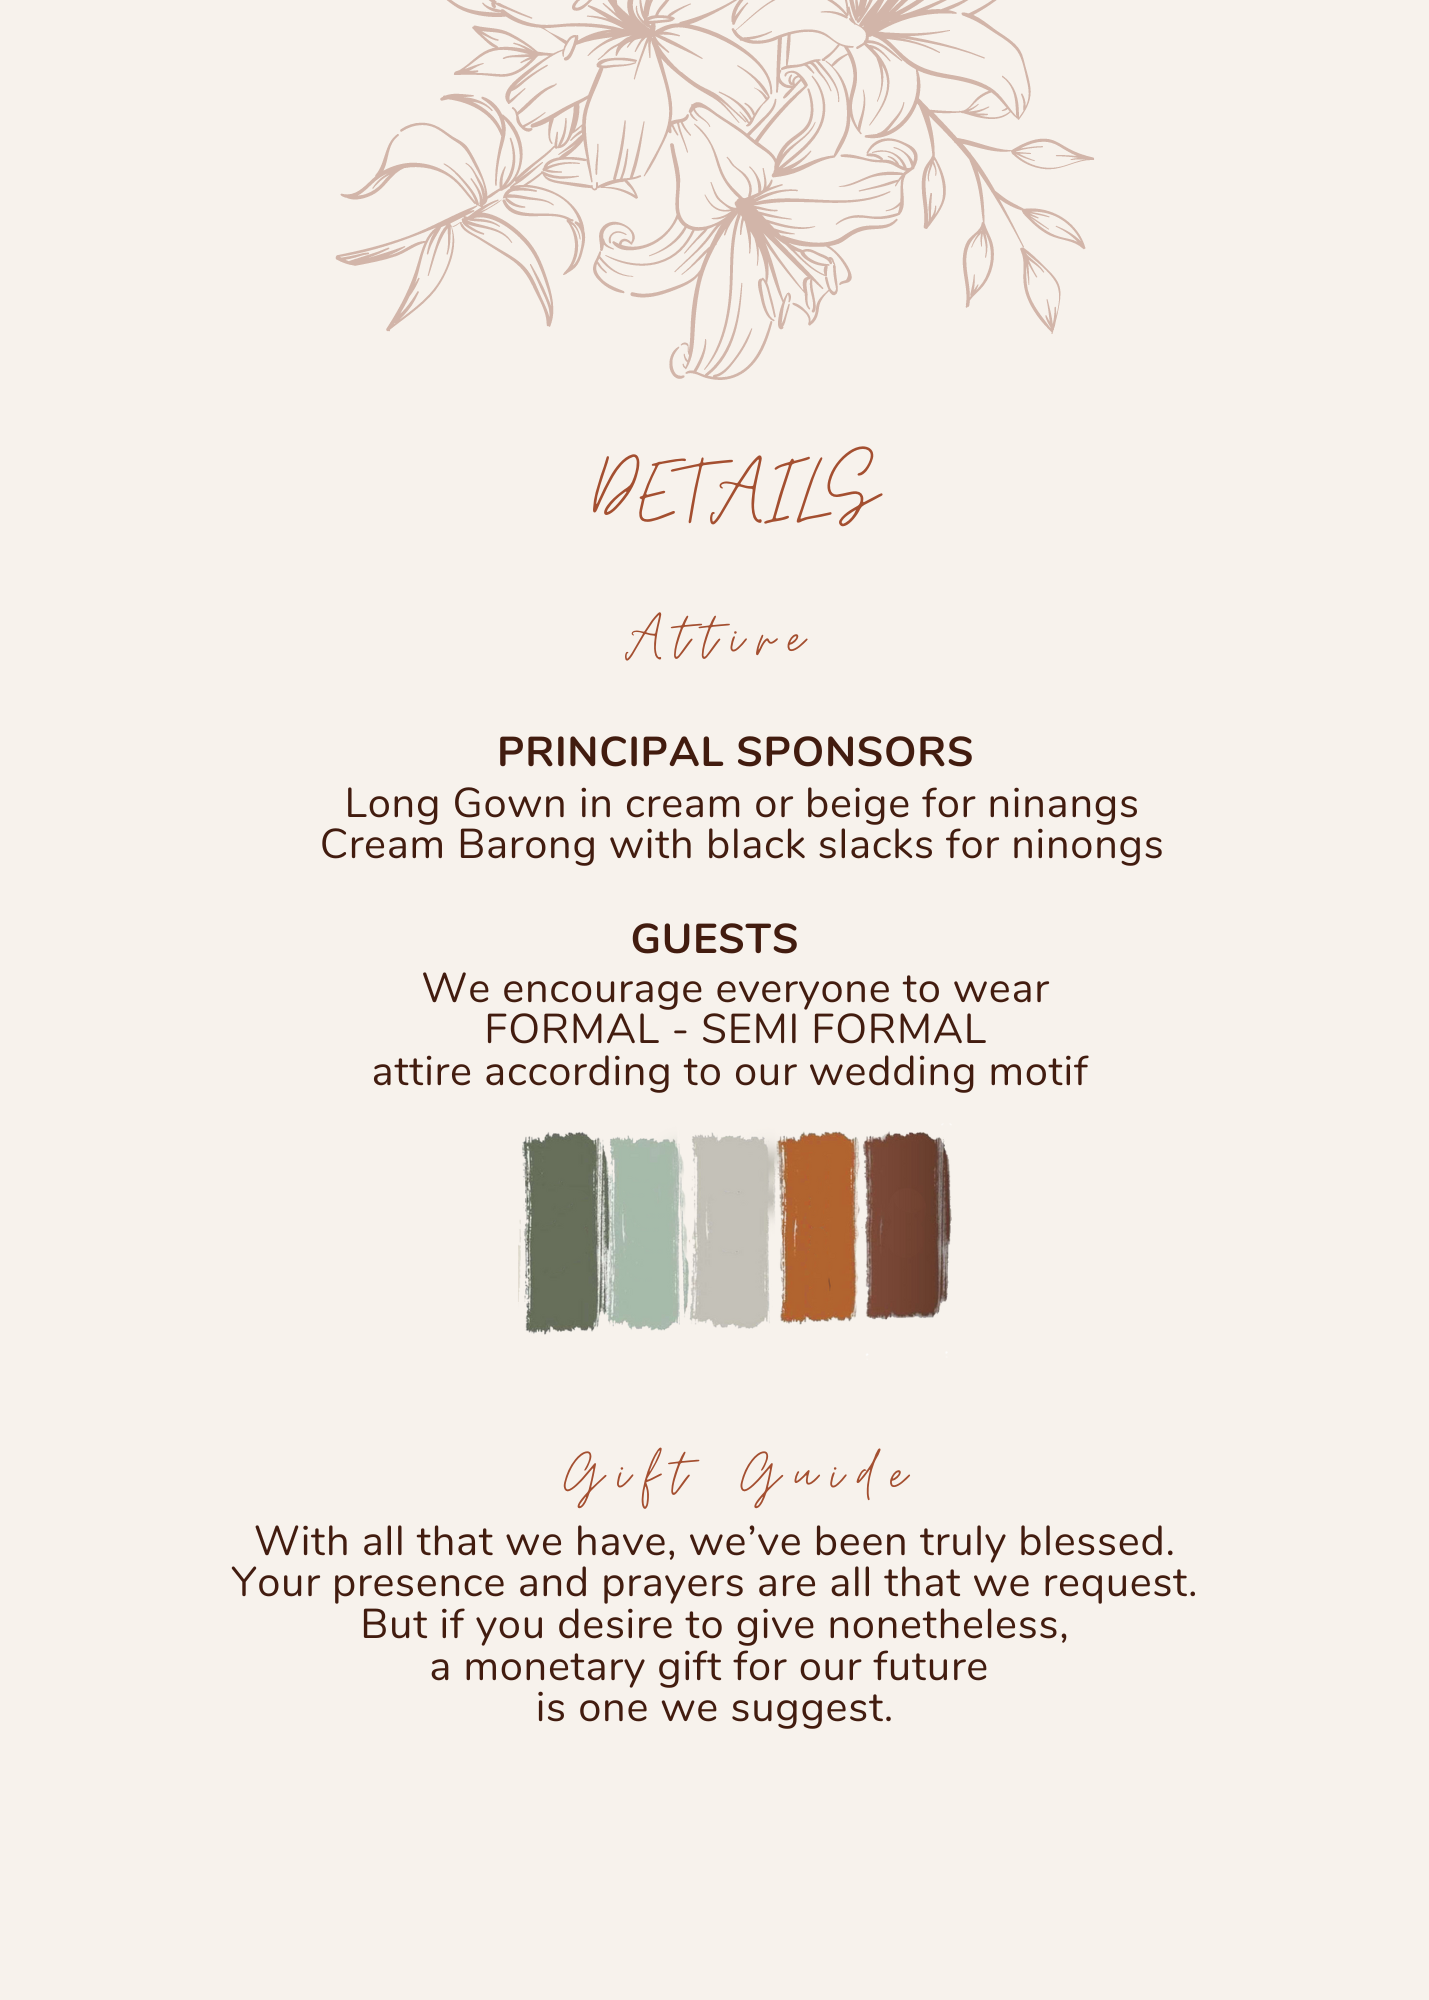 DETAILS
Attire
PRINCIPAL SPONSORS
Long Gown in cream or beige for ninangs
Cream Barong with black slacks for ninongs
GUESTS
We encourage everyone to wear
FORMAL - SEMI FORMAL
attire according to our wedding motif
Gift Guide
With all that we have, we’ve been truly blessed.
Your presence and prayers are all that we request.
But if you desire to give nonetheless,
a monetary gift for our future
is one we suggest.